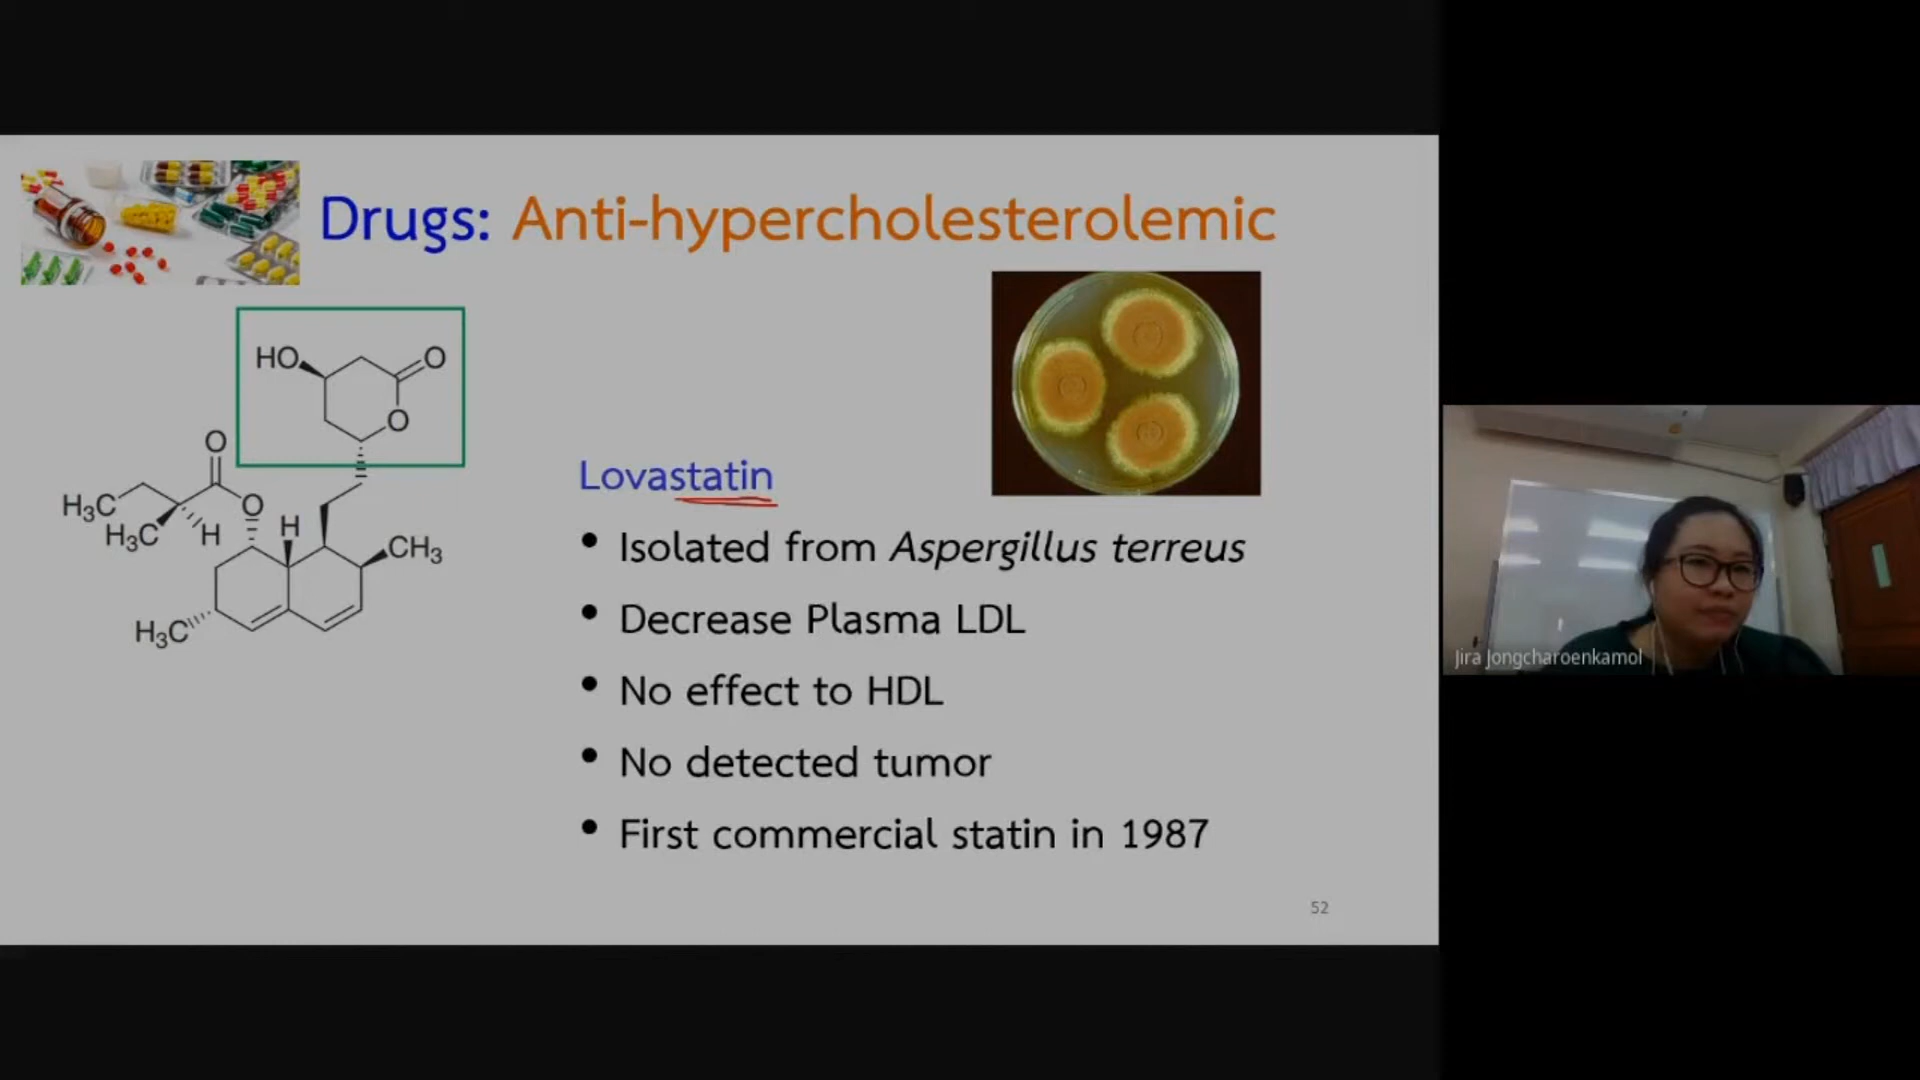 Drugs: Anti-hypercholesterolemic
HO
O
O
O
O
H₃C
H₃C
H
H
CH₃
H₃C
Lovastatin
• Isolated from Aspergillus terreus
• Decrease Plasma LDL
• No effect to HDL
• No detected tumor
• First commercial statin in 1987
52
Jira Jongcharoenkamol